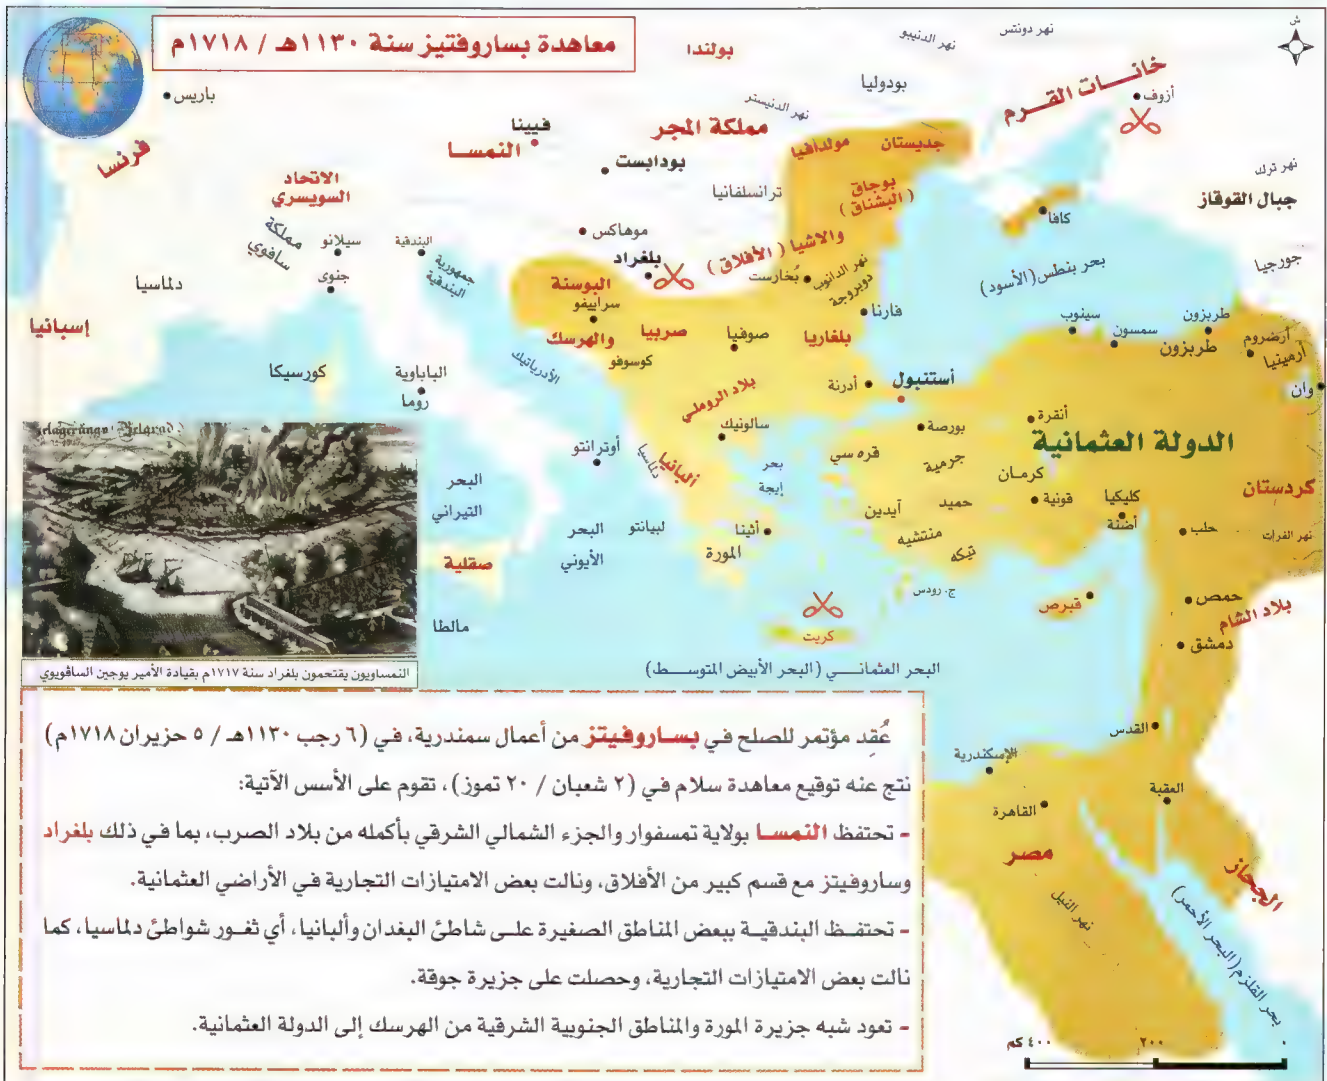 معاهدة بساروفتيز سنة ١١٣٠هـ / ١٧١٨م
ش
نهر دونتس
نهر الدنيبو
بولندا
خانات القرم
أزوف
بودوليا
نهر الدنيستر
باريس
فرنسا
فيينا
النمسا
مملكة المجر
بودابست
مولدافيا
جديستان
نهر ترك
جبال القوقاز
الاتحاد
السويسري
ترانسلفانيا
بوجاق
( البشناق )
كافا
مملكة
سافوي
سيلانو
البندقية
جمهورية
البندقية
موهاكس
بلغراد
والاشيا ( الأفلاق )
جورجيا
بحر بنطس (الأسود)
دلماسيا
جنوى
البوسنة
سراييفو
والهرسك
بخارست
نهر الدانوب
دوبروجة
فارنا
إسبانيا
صربيا
كوسوفو
صوفيا
بلغاريا
سينوب
سمسون
طربزون
طربزون
أرضروم
أرمينيا
وان
كورسيكا
الباباوية
روما
الأدرياتيك
بلاد الروملي
أدرنة
أستنبول
سالونيك
بورصة
أنقرة
الدولة العثمانية
أوترانتو
ألبانيا
دلماسيا
بحر
إيجة
قره سي
جرمية
كرمان
كردستان
البحر
التيراني
البحر
الأيوني
ليبانتو
أثينا
المورة
آيدين
حميد
قونية
كليكيا
أضنة
منتشيه
تيكه
حلب
نهر الفرات
صقلية
مالطا
كريت
ج. رودس
قبرص
حمص
بلاد الشام
دمشق
البحر العثماني (البحر الأبيض المتوسط)
Belgrad
النمساويون يقتحمون بلغراد سنة ١٧١٧م بقيادة الأمير يوجين السافويوي
القدس
الإسكندرية
العقبة
القاهرة
مصر
الحجاز
نهر النيل
بحر القلزم (البحر الأحمر)
عُقِد مؤتمر للصلح في بساروفيتز من أعمال سمندرية، في (٦ رجب ١١٣٠هـ / ٥ حزيران ١٧١٨م)
نتج عنه توقيع معاهدة سلام في (٢ شعبان / ٢٠ تموز)، تقوم على الأسس الآتية:
- تحتفظ النمسا بولاية تمسفوار والجزء الشمالي الشرقي بأكمله من بلاد الصرب، بما في ذلك بلغراد
وساروفيتز مع قسم كبير من الأفلاق، ونالت بعض الامتيازات التجارية في الأراضي العثمانية.
- تحتفظ البندقية ببعض المناطق الصغيرة على شاطئ البغدان وألبانيا، أي ثغور شواطئ دلماسيا، كما
نالت بعض الامتيازات التجارية، وحصلت على جزيرة جوقة.
- تعود شبه جزيرة المورة والمناطق الجنوبية الشرقية من الهرسك إلى الدولة العثمانية.
٤٠٠ كم ٢٠٠ ٠